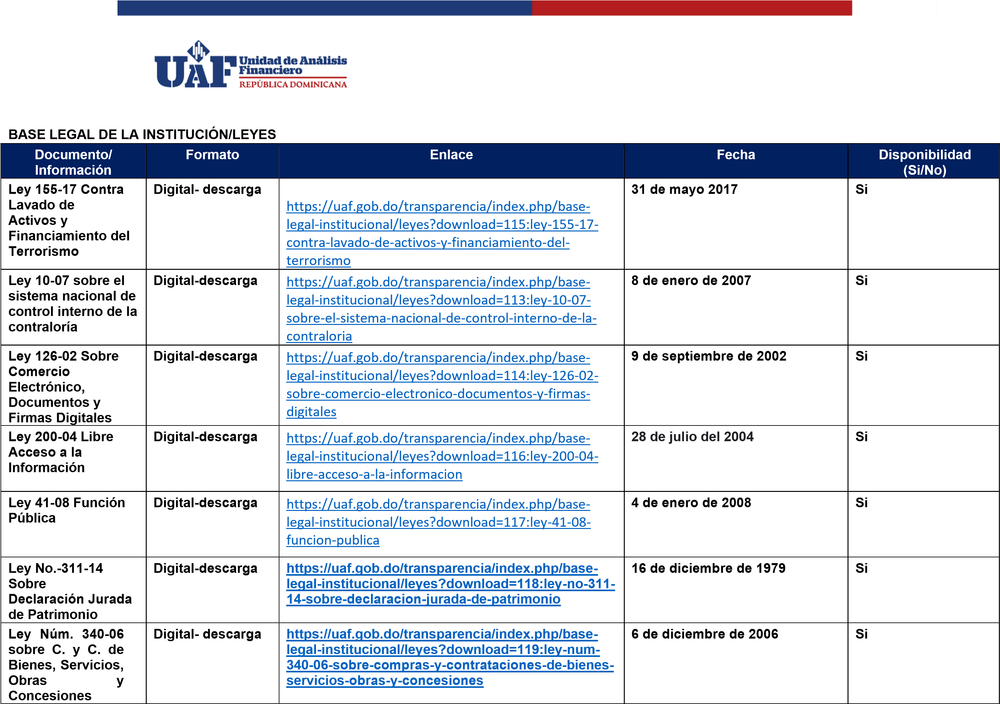 UAF Unidad de Análisis
Financiero
REPÚBLICA DOMINICANA
BASE LEGAL DE LA INSTITUCIÓN/LEYES
Documento/
Información
Formato
Enlace
Fecha
Disponibilidad
(Si/No)
Ley 155-17 Contra
Lavado de
Activos y
Financiamiento del
Terrorismo
Digital- descarga
https://uaf.gob.do/transparencia/index.php/base-
legal-institucional/leyes?download=115:ley-155-17-
contra-lavado-de-activos-y-financiamiento-del-
terrorismo
31 de mayo 2017
Si
Ley 10-07 sobre el
sistema nacional de
control interno de la
contraloría
Digital-descarga
https://uaf.gob.do/transparencia/index.php/base-
legal-institucional/leyes?download=113:ley-10-07-
sobre-el-sistema-nacional-de-control-interno-de-la-
contraloria
8 de enero de 2007
Si
Ley 126-02 Sobre
Comercio
Electrónico,
Documentos y
Firmas Digitales
Digital-descarga
https://uaf.gob.do/transparencia/index.php/base-
legal-institucional/leyes?download=114:ley-126-02-
sobre-comercio-electronico-documentos-y-firmas-
digitales
9 de septiembre de 2002
Si
Ley 200-04 Libre
Acceso a la
Información
Digital-descarga
https://uaf.gob.do/transparencia/index.php/base-
legal-institucional/leyes?download=116:ley-200-04-
libre-acceso-a-la-informacion
28 de julio del 2004
Si
Ley 41-08 Función
Pública
Digital-descarga
https://uaf.gob.do/transparencia/index.php/base-
legal-institucional/leyes?download=117:ley-41-08-
funcion-publica
4 de enero de 2008
Si
Ley No.-311-14
Sobre
Declaración Jurada
de Patrimonio
Digital-descarga
https://uaf.gob.do/transparencia/index.php/base-
legal-institucional/leyes?download=118:ley-no-311-
14-sobre-declaracion-jurada-de-patrimonio
16 de diciembre de 1979
Si
Ley Núm. 340-06
sobre C. y C. de
Bienes, Servicios,
Obras y
Concesiones
Digital- descarga
https://uaf.gob.do/transparencia/index.php/base-
legal-institucional/leyes?download=119:ley-num-
340-06-sobre-compras-y-contrataciones-de-bienes-
servicios-obras-y-concesiones
6 de diciembre de 2006
Si